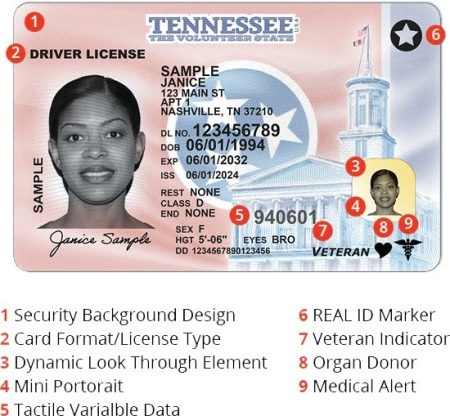 1
TENNESSEE USA
THE VOLUNTEER STATE
6
2 DRIVER LICENSE
SAMPLE
JANICE
123 MAIN ST
APT 1
NASHVILLE, TN 37210
DL NO. 123456789
DOB 06/01/1994
EXP 06/01/2032
ISS 06/01/2024
REST NONE
CLASS D
END NONE
SEX F
HGT 5'-06" EYES BRO
DD 1234567890123456
SAMPLE
Janice Sample
3
4
5 940601
7
8
9
VETERAN
1 Security Background Design
2 Card Format/License Type
3 Dynamic Look Through Element
4 Mini Portorait
5 Tactile Varialble Data
6 REAL ID Marker
7 Veteran Indicator
8 Organ Donor
9 Medical Alert